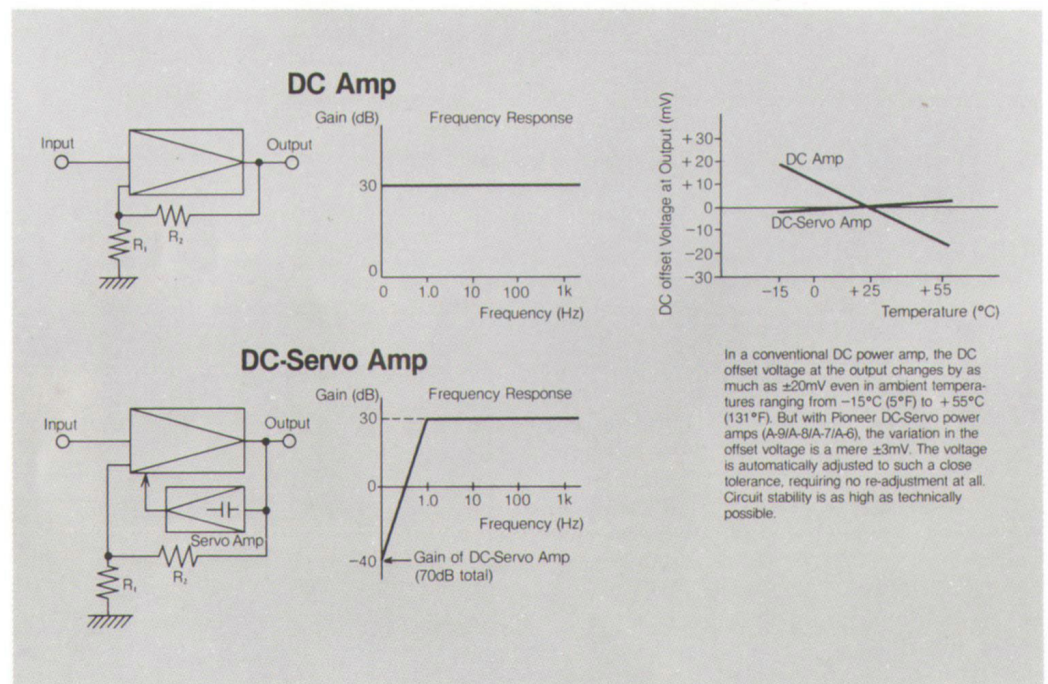 DC Amp
Input
Output
R₁
R₂
Gain (dB)
Frequency Response
30
0
0 1.0 10 100 1k
Frequency (Hz)
DC offset Voltage at Output (mV)
+30
+20
+10
0
−10
−20
−30
DC Amp
DC-Servo Amp
−15 0 +25 +55
Temperature (°C)
DC-Servo Amp
Input
Output
Servo Amp
R₁
R₂
Gain (dB)
Frequency Response
30
0
1.0 10 100 1k
Frequency (Hz)
−40
Gain of DC-Servo Amp
(70dB total)
In a conventional DC power amp, the DC
offset voltage at the output changes by as
much as ±20mV even in ambient tempera-
tures ranging from −15°C (5°F) to +55°C
(131°F). But with Pioneer DC-Servo power
amps (A-9/A-8/A-7/A-6), the variation in the
offset voltage is a mere ±3mV. The voltage
is automatically adjusted to such a close
tolerance, requiring no re-adjustment at all.
Circuit stability is as high as technically
possible.